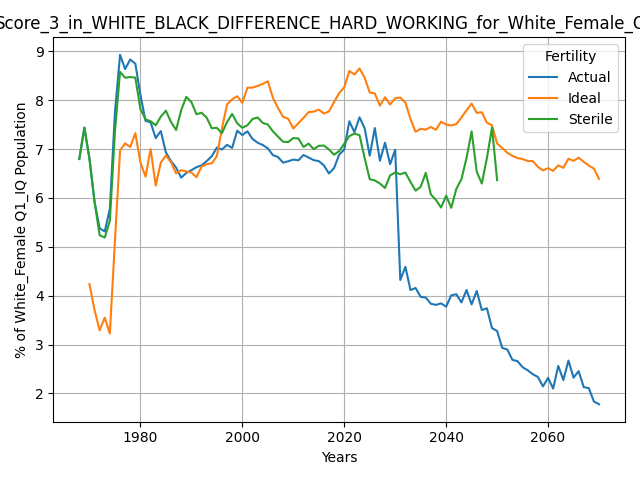 Score_3_in_WHITE_BLACK_DIFFERENCE_HARD_WORKING_for_White_Female_
% of White_Female Q1_IQ Population
9
8
7
6
5
4
3
2
Fertility
Actual
Ideal
Sterile
1980 2000 2020 2040 2060
Years